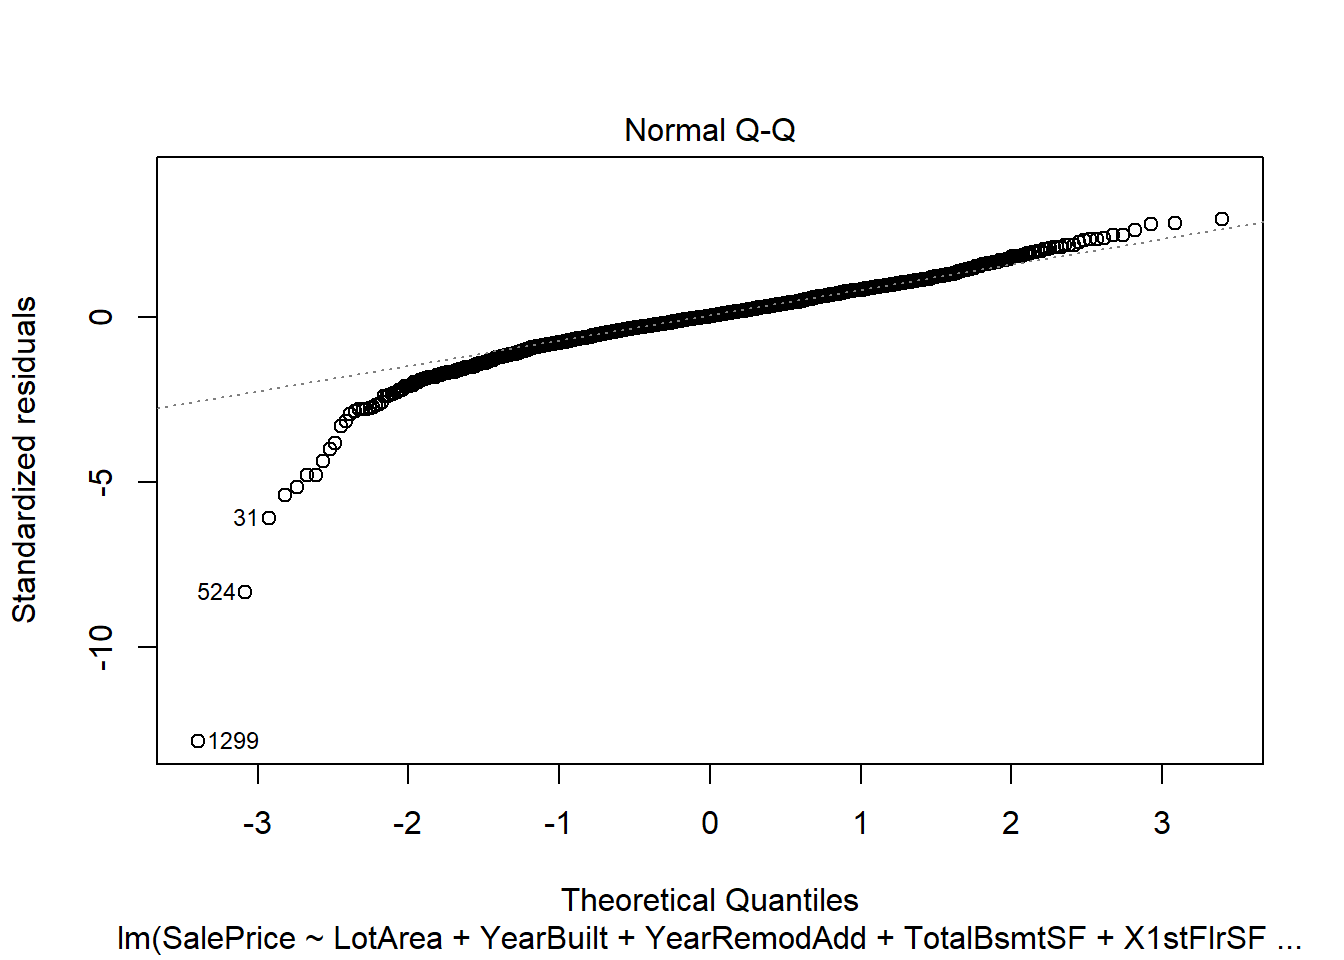 Normal Q-Q
Standardized residuals
0
-5
-10
31
524
1299
-3 -2 -1 0 1 2 3
Theoretical Quantiles
lm(SalePrice ~ LotArea + YearBuilt + YearRemodAdd + TotalBsmtSF + X1stFlrSF ...